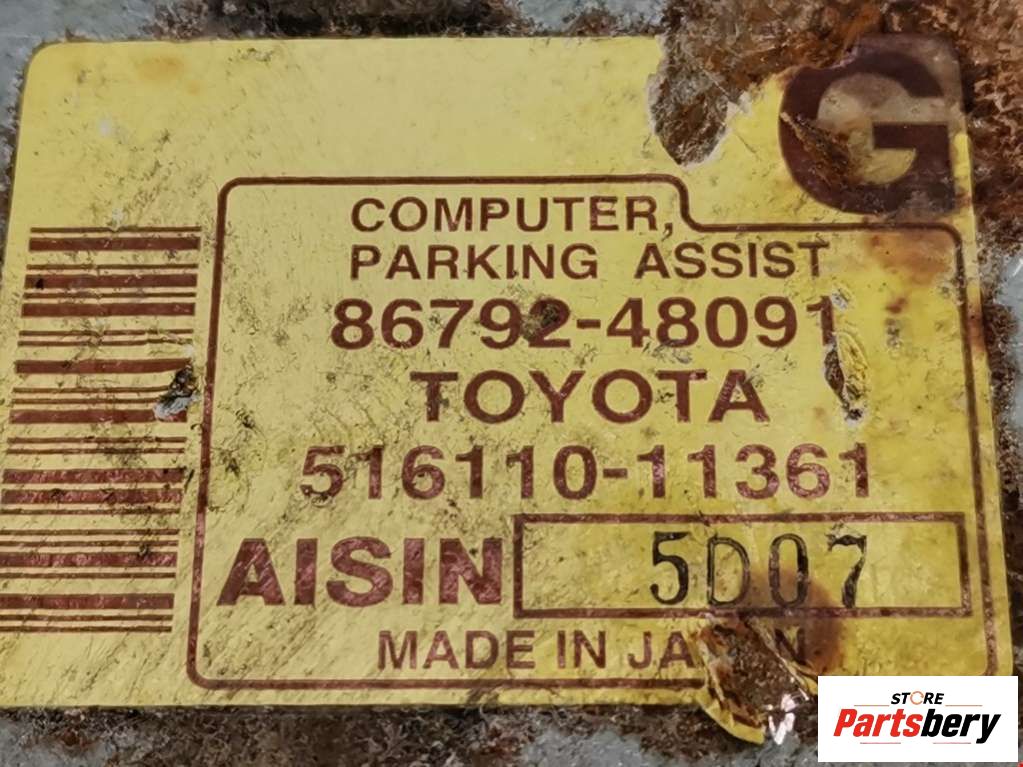 G
COMPUTER,
PARKING ASSIST
86792-48091
TOYOTA
516110-11361
AISIN 5D07
MADE IN JAPAN
STORE
Partsbery